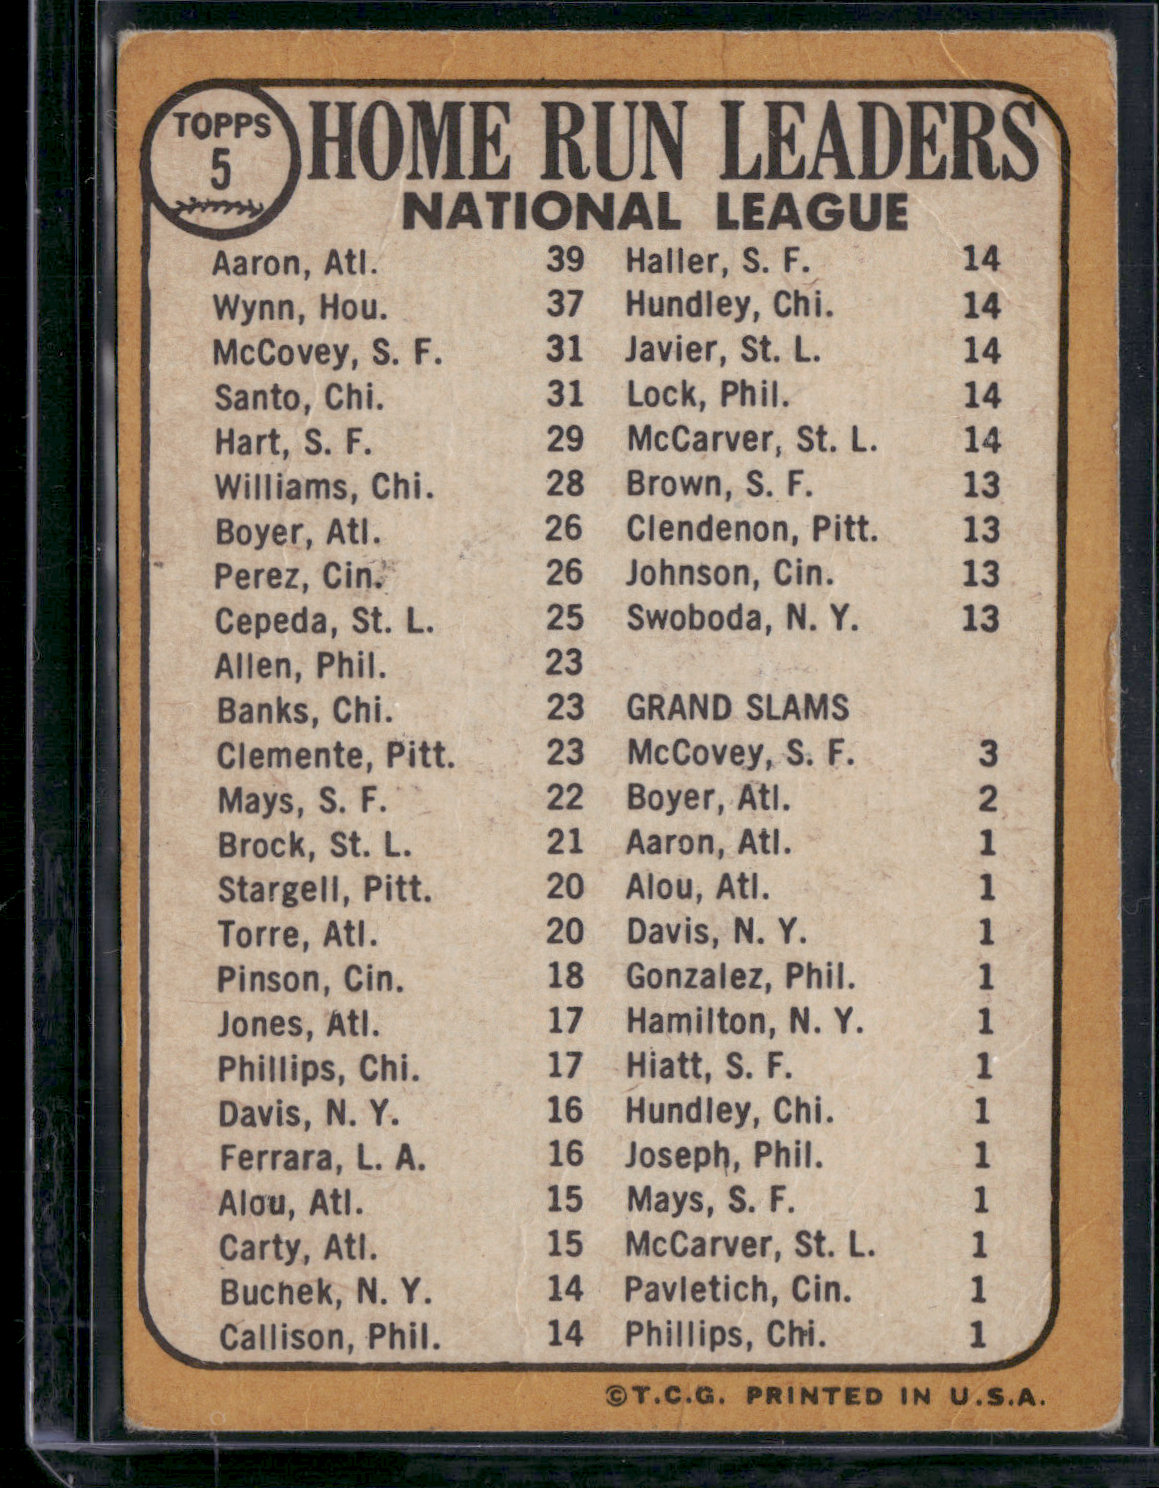 TOPPS
5
HOME RUN LEADERS
NATIONAL LEAGUE
Aaron, Atl. 39
Wynn, Hou. 37
McCovey, S. F. 31
Santo, Chi. 31
Hart, S. F. 29
Williams, Chi. 28
Boyer, Atl. 26
Perez, Cin. 26
Cepeda, St. L. 25
Allen, Phil. 23
Banks, Chi. 23
Clemente, Pitt. 23
Mays, S. F. 22
Brock, St. L. 21
Stargell, Pitt. 20
Torre, Atl. 20
Pinson, Cin. 18
Jones, Atl. 17
Phillips, Chi. 17
Davis, N. Y. 16
Ferrara, L. A. 16
Alou, Atl. 15
Carty, Atl. 15
Buchek, N. Y. 14
Callison, Phil. 14
Haller, S. F. 14
Hundley, Chi. 14
Javier, St. L. 14
Lock, Phil. 14
McCarver, St. L. 14
Brown, S. F. 13
Clendenon, Pitt. 13
Johnson, Cin. 13
Swoboda, N. Y. 13
GRAND SLAMS
McCovey, S. F. 3
Boyer, Atl. 2
Aaron, Atl. 1
Alou, Atl. 1
Davis, N. Y. 1
Gonzalez, Phil. 1
Hamilton, N. Y. 1
Hiatt, S. F. 1
Hundley, Chi. 1
Joseph, Phil. 1
Mays, S. F. 1
McCarver, St. L. 1
Pavletich, Cin. 1
Phillips, Chi. 1
©T.C.G. PRINTED IN U.S.A.